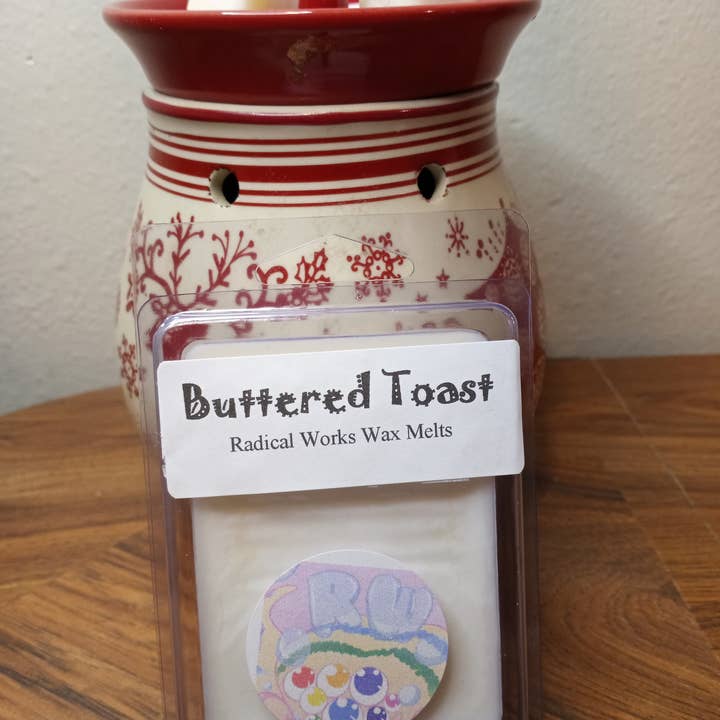 Buttered Toast
Radical Works Wax Melts
RW